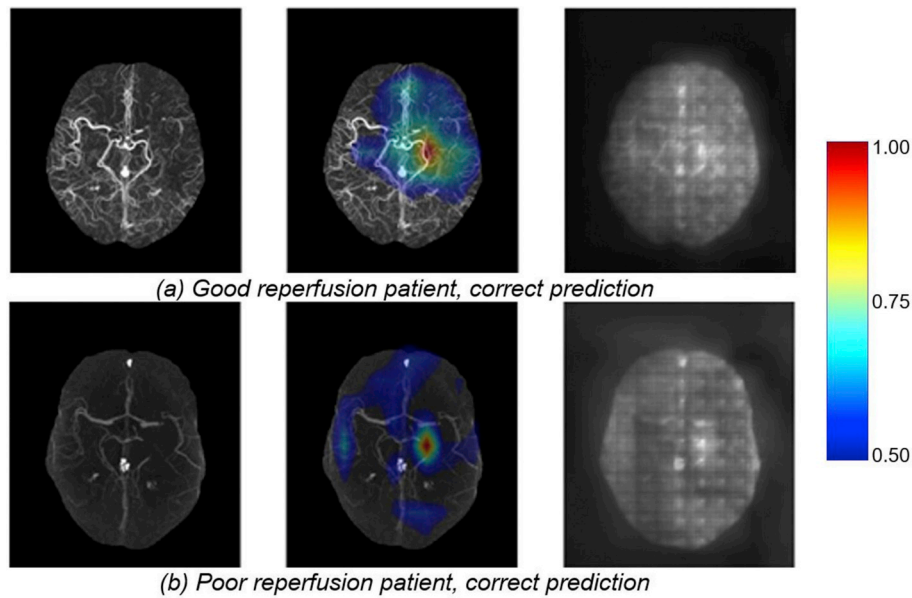 1.00
(a) Good reperfusion patient, correct prediction
0.75
0.50
(b) Poor reperfusion patient, correct prediction